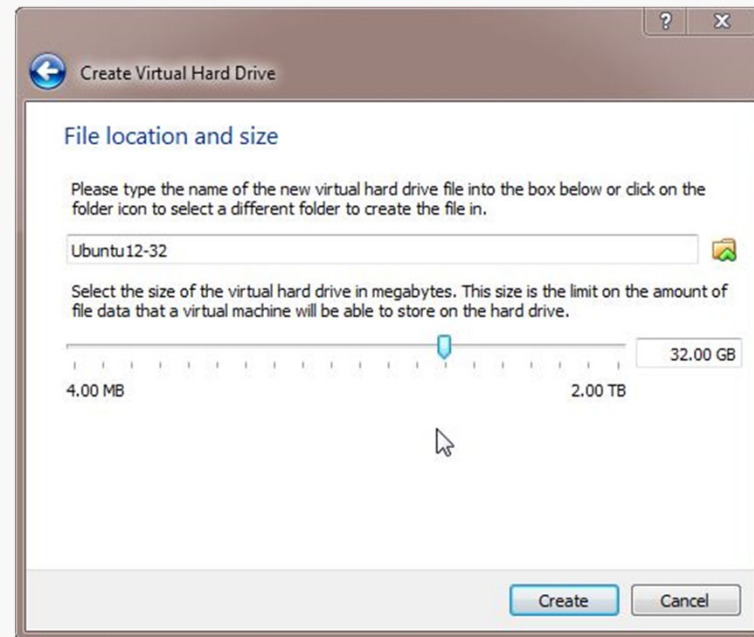 Create Virtual Hard Drive
File location and size
Please type the name of the new virtual hard drive file into the box below or click on the
folder icon to select a different folder to create the file in.
Ubuntu12-32
Select the size of the virtual hard drive in megabytes. This size is the limit on the amount of
file data that a virtual machine will be able to store on the hard drive.
32.00 GB
4.00 MB 2.00 TB
Create Cancel